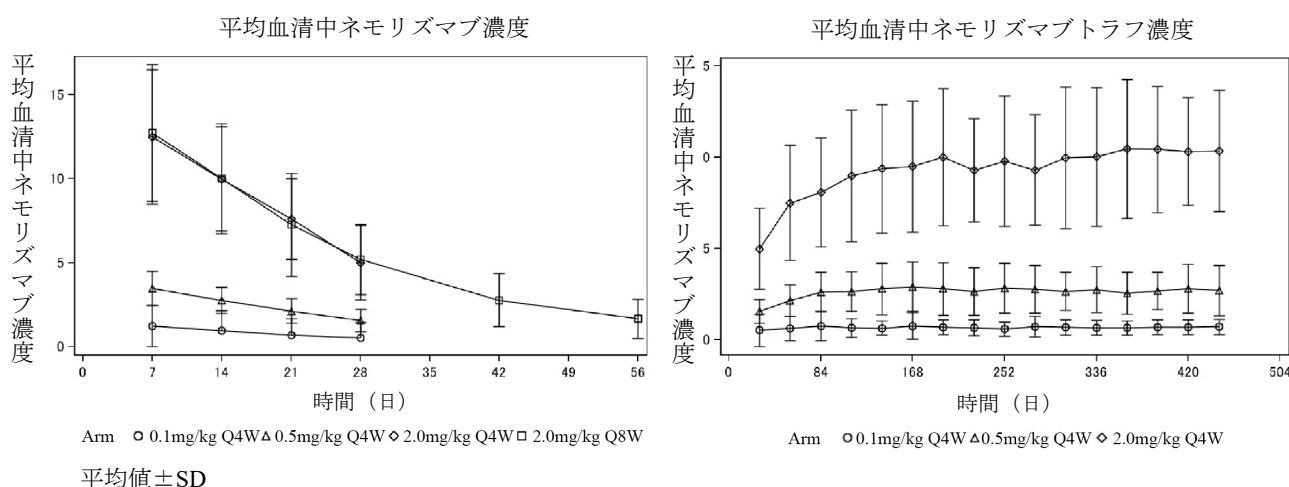 平均血清中ネモリズマブ濃度
平均血清中ネモリズマブ濃度
15
10
5
0
0 7 14 21 28 35 42 49 56
時間（日）
Arm 0.1mg/kg Q4W 0.5mg/kg Q4W 2.0mg/kg Q4W 2.0mg/kg Q8W
平均値±SD
平均血清中ネモリズマブトラフ濃度
平均血清中ネモリズマブ濃度
5
0
5
0
0 84 168 252 336 420 504
時間（日）
Arm 0.1mg/kg Q4W 0.5mg/kg Q4W 2.0mg/kg Q4W